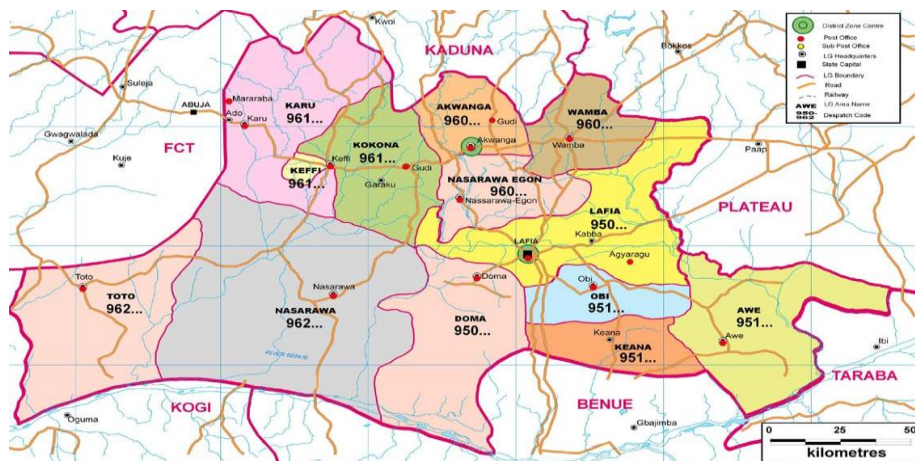 Kwoi
KADUNA
Bokkos
Suleja
ABUJA
Mararaba
Ado
Karu
KARU
961...
AKWANGA
960...
Gudi
Akwanga
WAMBA
960...
Wamba
Gwagwalada
FCT
Kuje
KOKONA
961...
Keffi
KEFFI
961...
Gudi
Garaku
NASARAWA EGON
960...
Nassarawa-Egon
Paap
PLATEAU
LAFIA
950...
Kabba
LAFIA
Agyaragu
Toto
TOTO
962...
Nasarawa
NASARAWA
962...
Doma
DOMA
950...
Obi
OBI
951...
AWE
951...
Awe
Keana
KEANA
951...
Ibi
TARABA
RIVER BENUE
KOGI
Oguma
BENUE
Gbajimba
District Zone Centre
Post Office
Sub Post Office
LG Headquarters
State Capital
LG Boundary
Road
Railway
AWE LG Area Name
950-
962... Despatch Code
0 25 50
kilometres